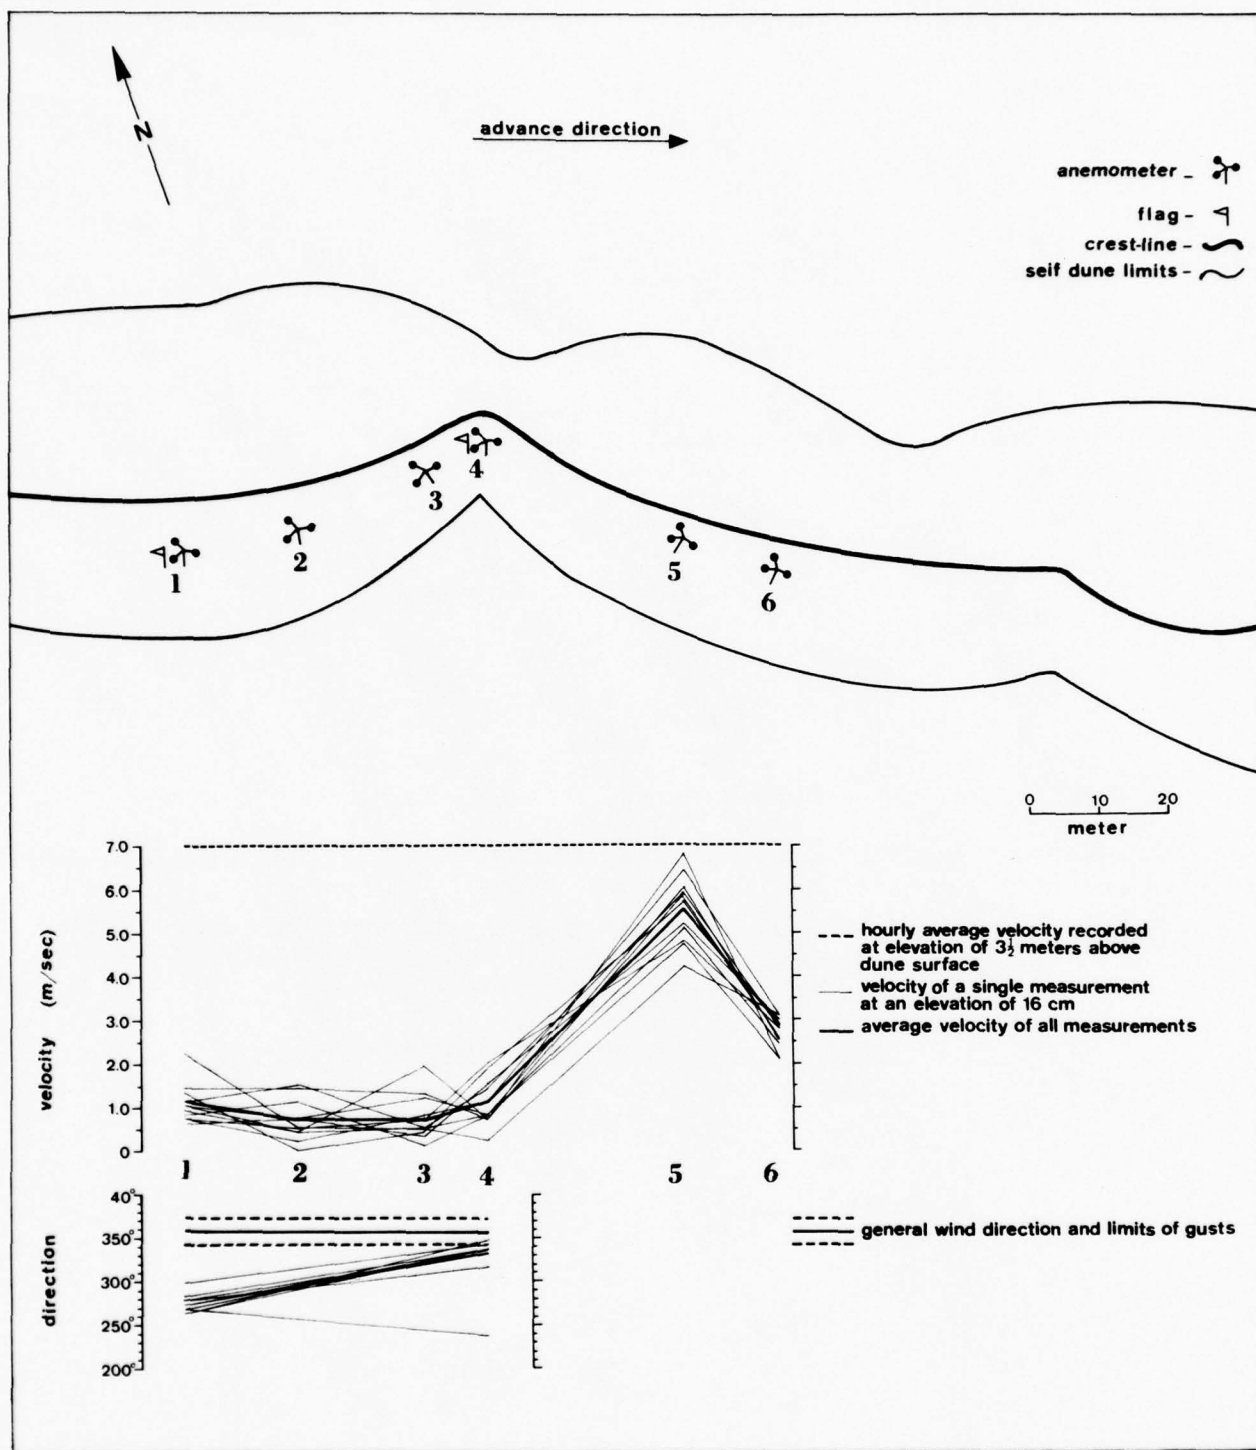 N
advance direction
anemometer -
flag -
crest-line -
seif dune limits -
1
2
3
4
5
6
0 10 20
meter
velocity (m/sec)
7.0
6.0
5.0
4.0
3.0
2.0
1.0
0
1 2 3 4 5 6
--- hourly average velocity recorded
at elevation of 3½ meters above
dune surface
velocity of a single measurement
at an elevation of 16 cm
average velocity of all measurements
direction
40°
350°
300°
250°
200°
general wind direction and limits of gusts